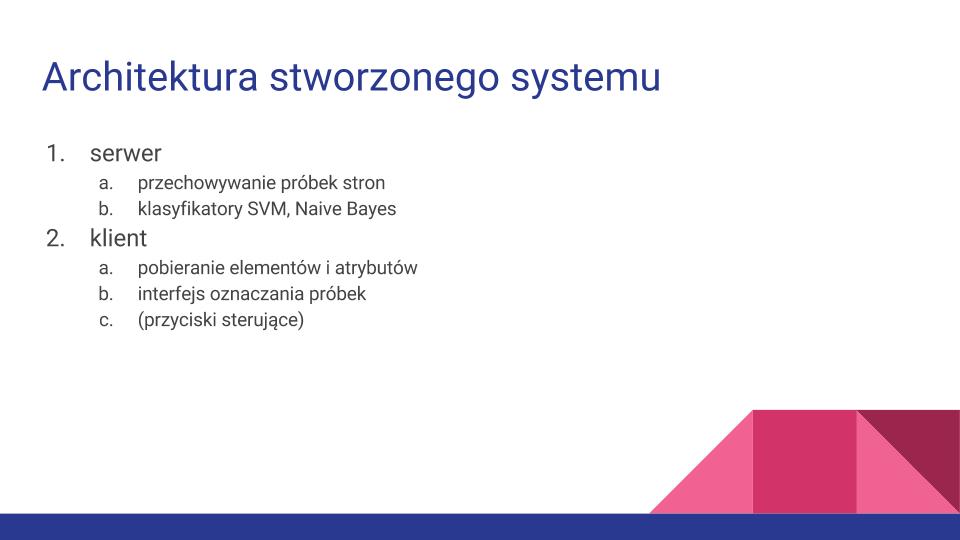 Architektura stworzonego systemu
1. serwer
a. przechowywanie próbek stron
b. klasyfikatory SVM, Naive Bayes
2. klient
a. pobieranie elementów i atrybutów
b. interfejs oznaczania próbek
c. (przyciski sterujące)